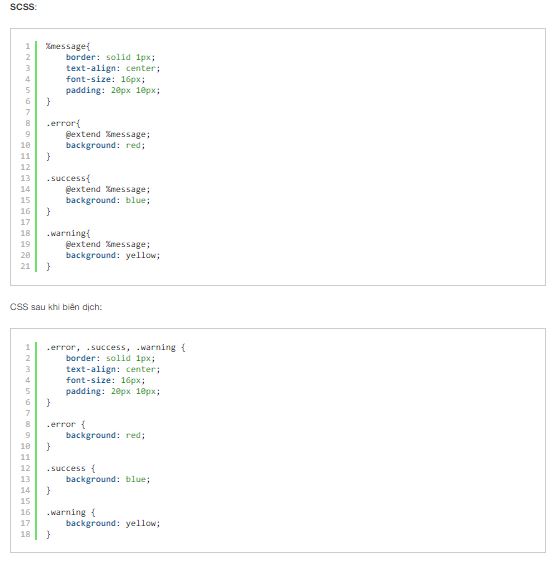 SCSS:
1 %message{
2 border: solid 1px;
3 text-align: center;
4 font-size: 16px;
5 padding: 20px 10px;
6 }
7
8 .error{
9 @extend %message;
10 background: red;
11 }
12
13 .success{
14 @extend %message;
15 background: blue;
16 }
17
18 .warning{
19 @extend %message;
20 background: yellow;
21 }
CSS sau khi biên dịch:
1 .error, .success, .warning {
2 border: solid 1px;
3 text-align: center;
4 font-size: 16px;
5 padding: 20px 10px;
6 }
7
8 .error {
9 background: red;
10 }
11
12 .success {
13 background: blue;
14 }
15
16 .warning {
17 background: yellow;
18 }